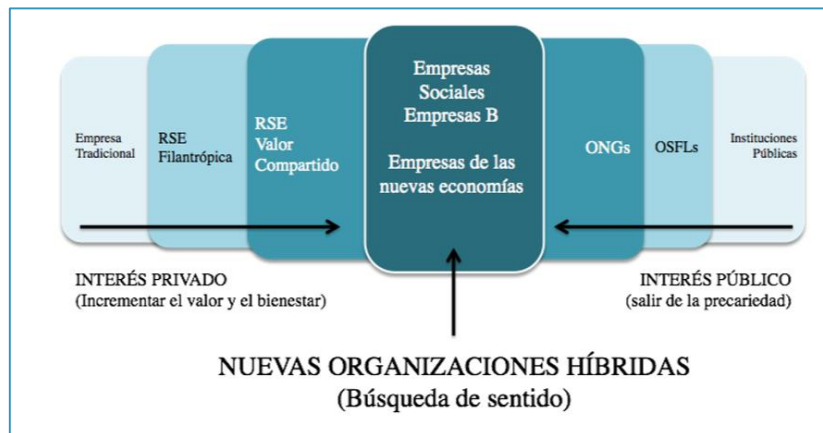 Empresa
Tradicional
RSE
Filantrópica
RSE
Valor
Compartido
Empresas
Sociales
Empresas B
Empresas de las
nuevas economías
ONGs
OSFLs
Instituciones
Públicas
INTERÉS PRIVADO
(Incrementar el valor y el bienestar)
INTERÉS PÚBLICO
(salir de la precariedad)
NUEVAS ORGANIZACIONES HÍBRIDAS
(Búsqueda de sentido)